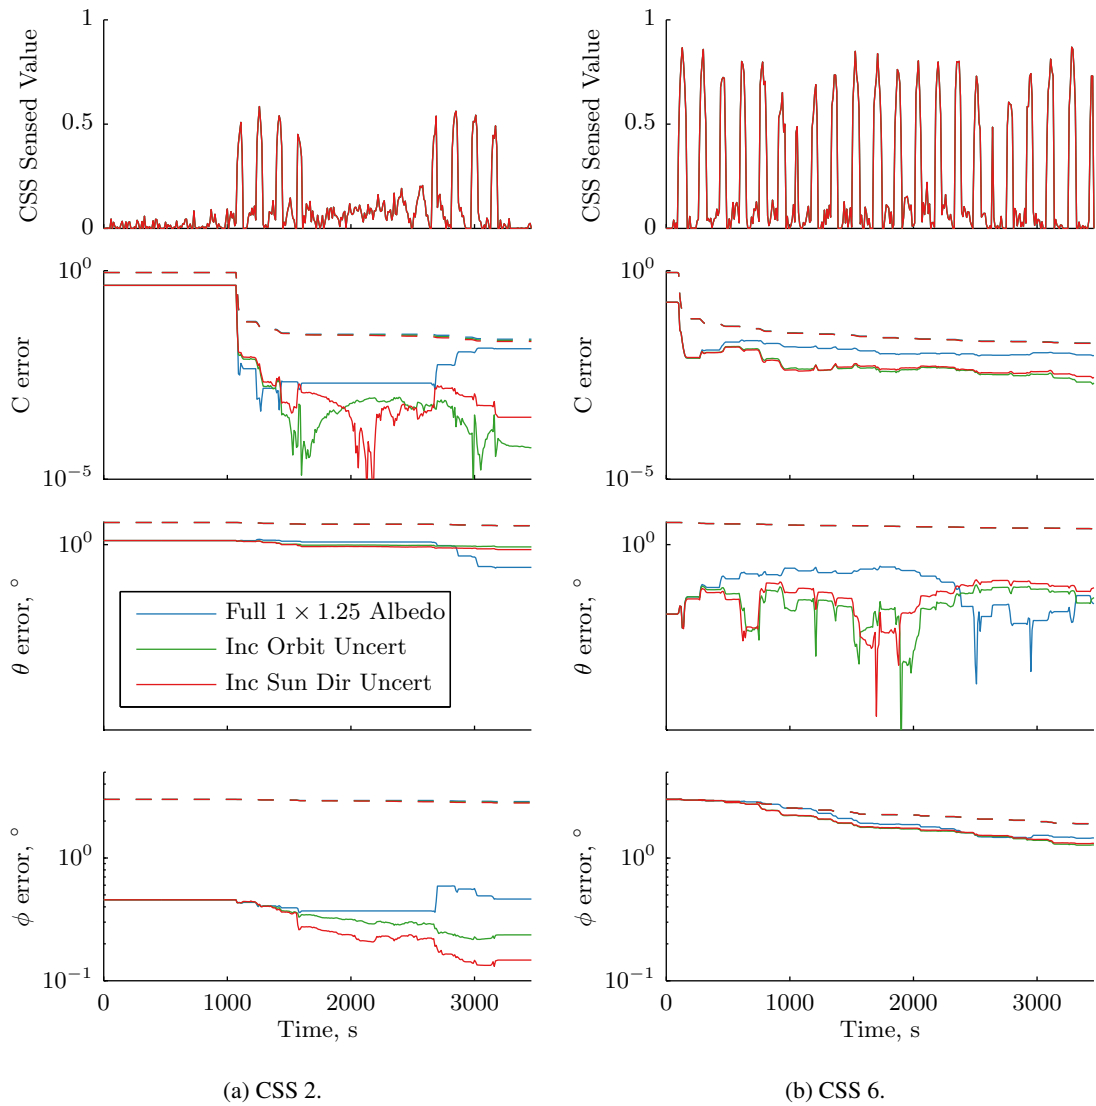 1
0.5
0
CSS Sensed Value
10^0
10^−5
C error
10^0
θ error, °
Full 1 × 1.25 Albedo
Inc Orbit Uncert
Inc Sun Dir Uncert
10^0
10^−1
ϕ error, °
0 1000 2000 3000
Time, s
(a) CSS 2.
1
0.5
0
CSS Sensed Value
10^0
10^−5
C error
10^0
θ error, °
10^0
10^−1
ϕ error, °
0 1000 2000 3000
Time, s
(b) CSS 6.